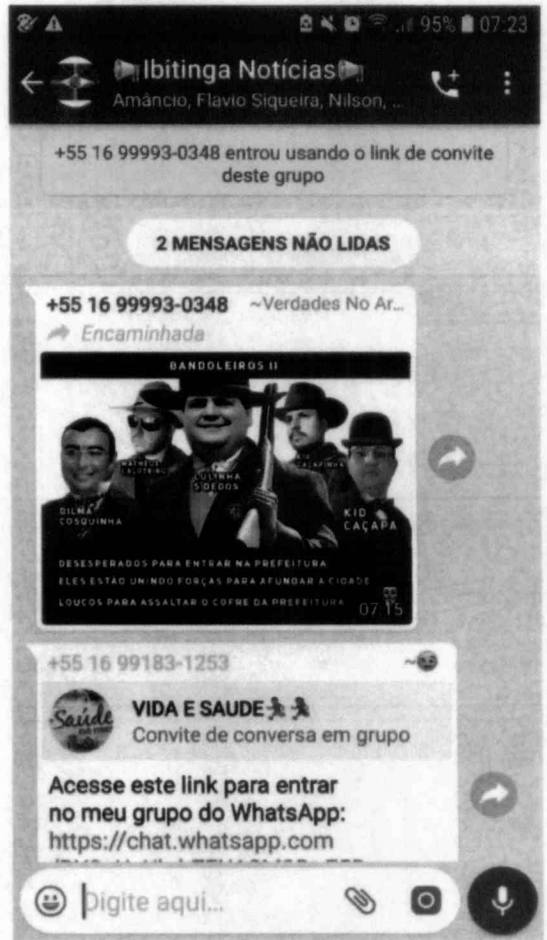 95% 07:23
Ibitinga Notícias
Amâncio, Flavio Siqueira, Nilson, ...
+55 16 99993-0348 entrou usando o link de convite
deste grupo
2 MENSAGENS NÃO LIDAS
+55 16 99993-0348 ~Verdades No Ar...
Encaminhada
BANDOLEIROS II
MATHEUS
LULINHA
5 DEDOS
CAÇAPINHA
DILMA
COSQUINHA
KID
CAÇAPA
DESESPERADOS PARA ENTRAR NA PREFEITURA
ELES ESTÃO UNINDO FORÇAS PARA AFUNDAR A CIDADE
LOUCOS PARA ASSALTAR O COFRE DA PREFEITURA
07:15
+55 16 99183-1253 ~
Saúde
VIDA E SAUDE
Convite de conversa em grupo
Acesse este link para entrar
no meu grupo do WhatsApp:
https://chat.whatsapp.com
Digite aqui...